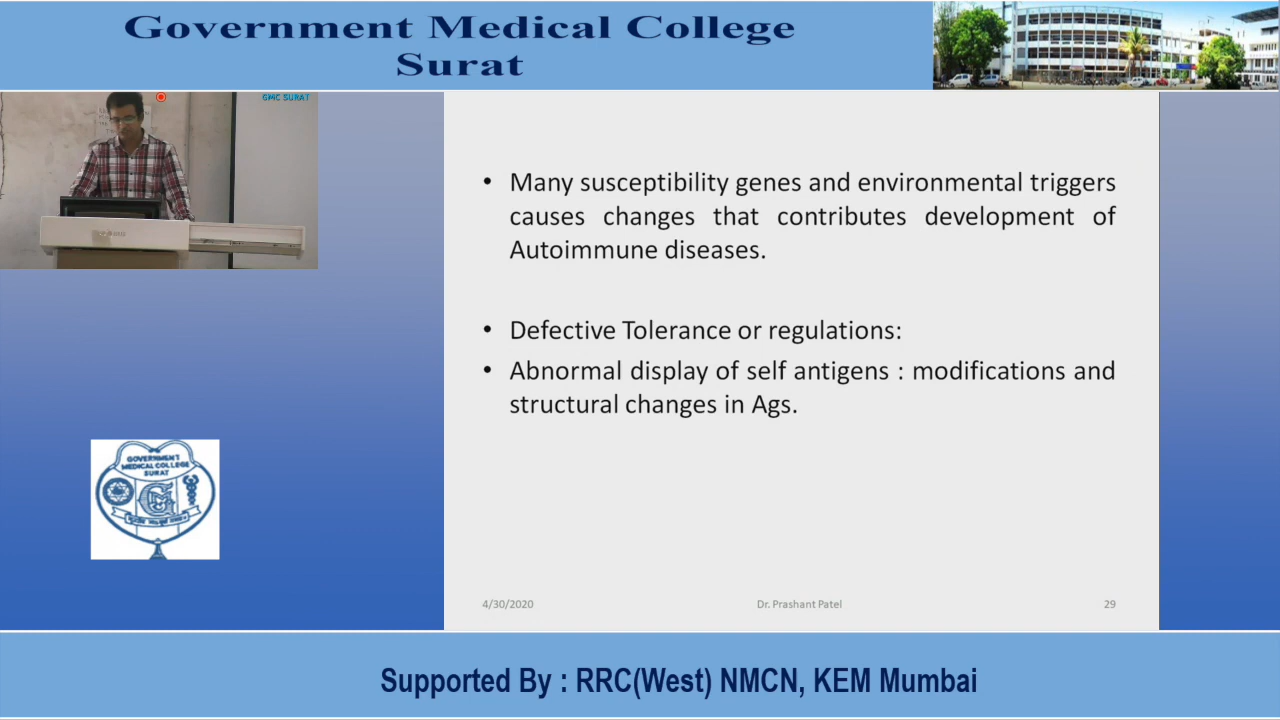 Government Medical College
Surat
GMC SURAT
• Many susceptibility genes and environmental triggers
causes changes that contributes development of
Autoimmune diseases.
• Defective Tolerance or regulations:
• Abnormal display of self antigens : modifications and
structural changes in Ags.
GOVERNMENT
MEDICAL COLLEGE
SURAT
4/30/2020
Dr. Prashant Patel
29
Supported By : RRC(West) NMCN, KEM Mumbai